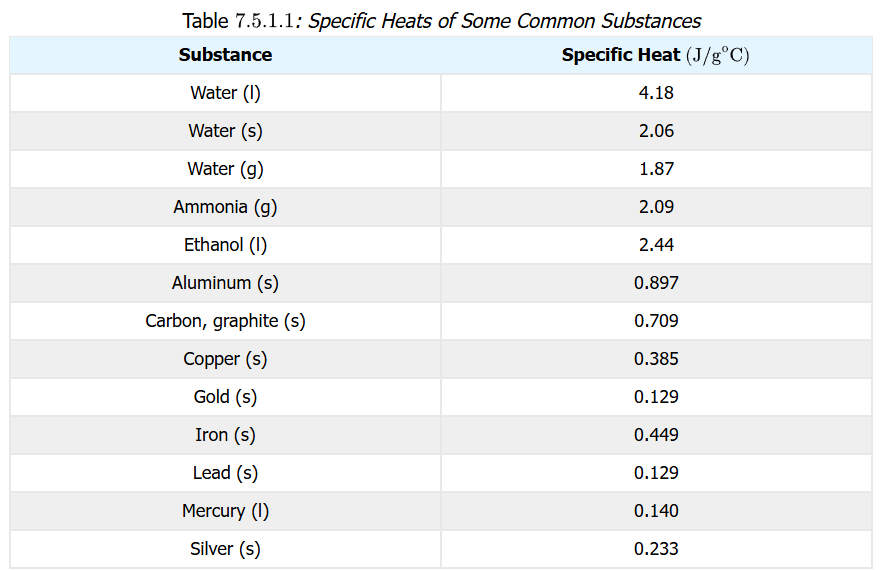 Table 7.5.1.1: Specific Heats of Some Common Substances
Substance Specific Heat (J/g°C)
Water (l) 4.18
Water (s) 2.06
Water (g) 1.87
Ammonia (g) 2.09
Ethanol (l) 2.44
Aluminum (s) 0.897
Carbon, graphite (s) 0.709
Copper (s) 0.385
Gold (s) 0.129
Iron (s) 0.449
Lead (s) 0.129
Mercury (l) 0.140
Silver (s) 0.233